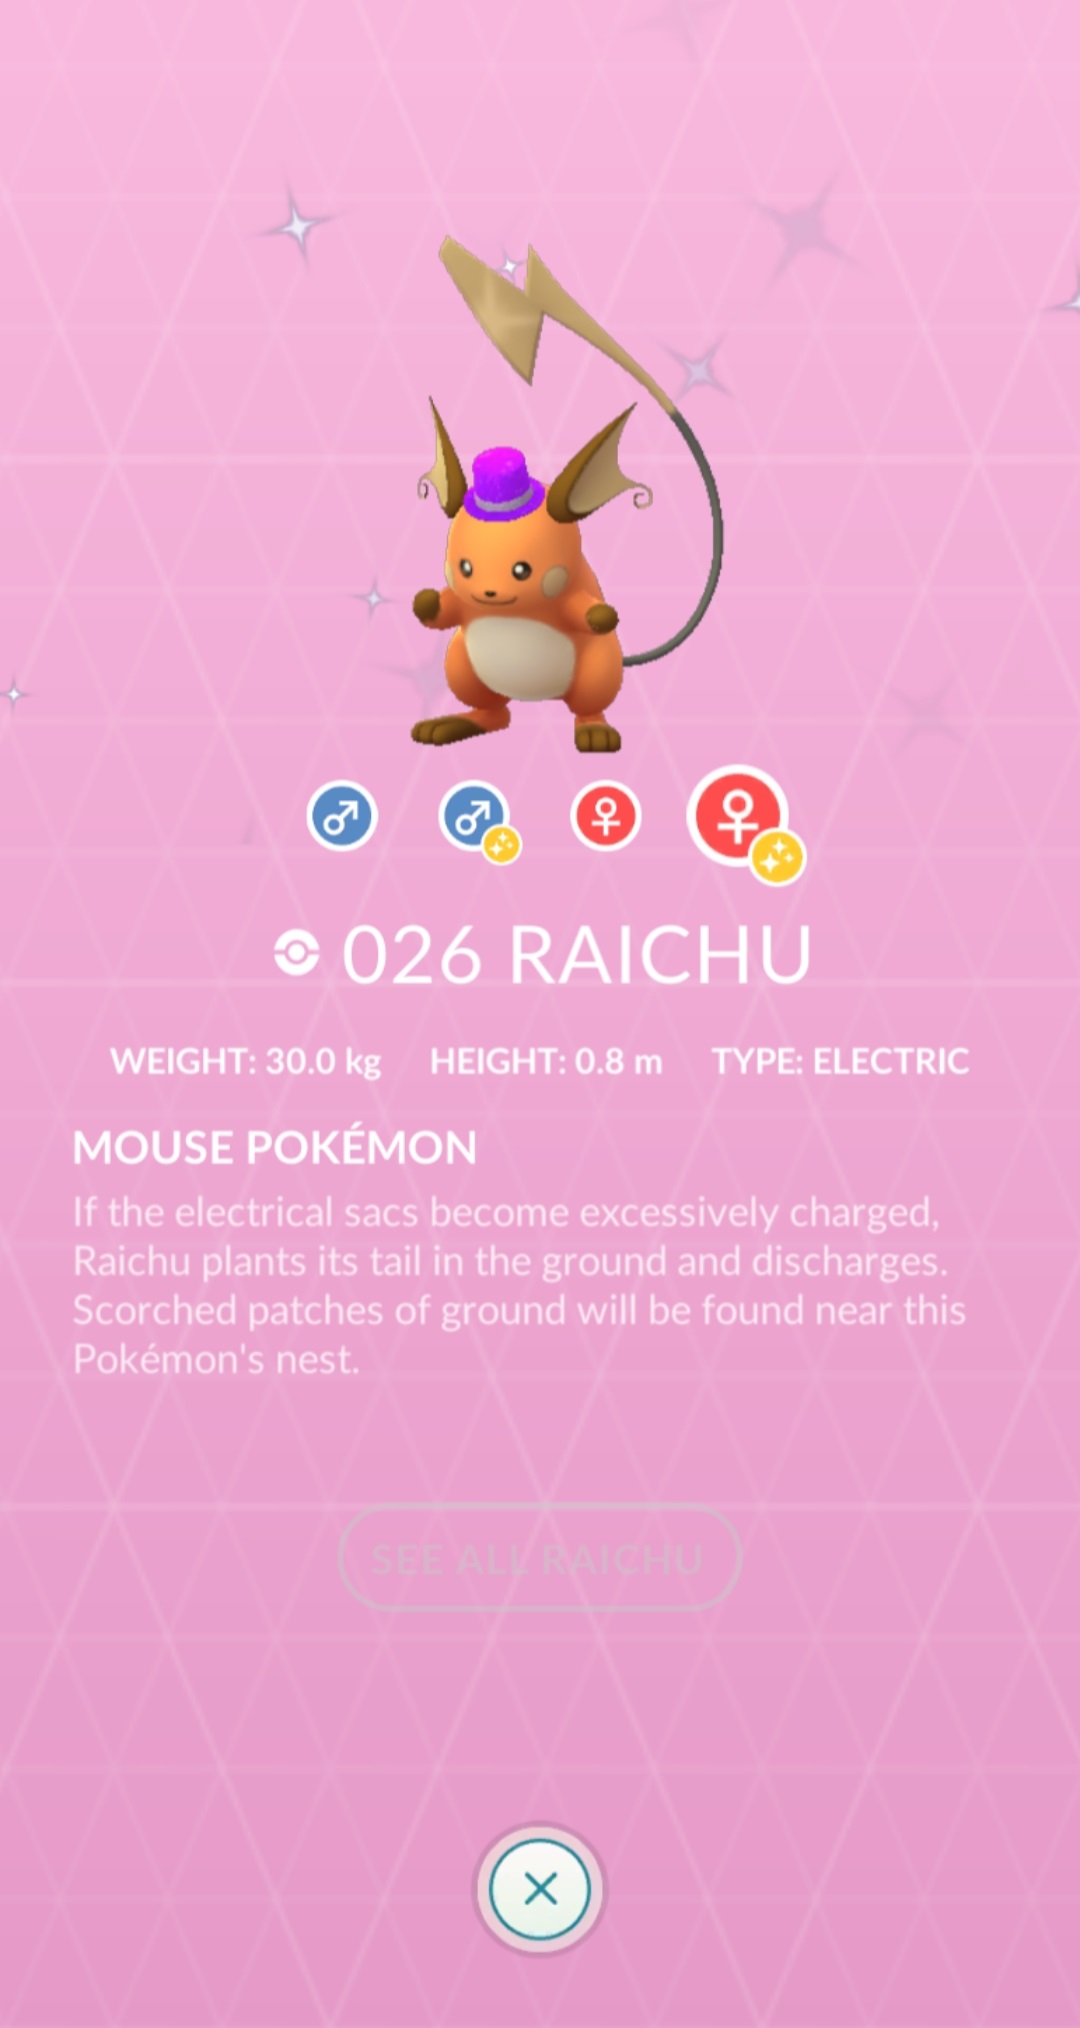 026 RAICHU
WEIGHT: 30.0 kg HEIGHT: 0.8 m TYPE: ELECTRIC
MOUSE POKÉMON
If the electrical sacs become excessively charged,
Raichu plants its tail in the ground and discharges.
Scorched patches of ground will be found near this
Pokémon's nest.
SEE ALL RAICHU